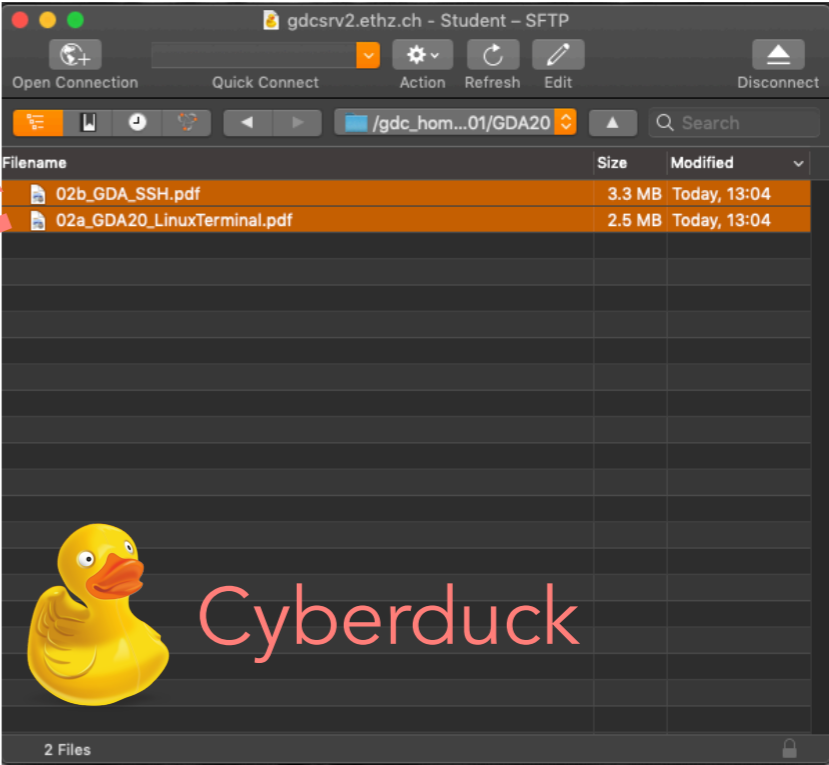 gdcsrv2.ethz.ch - Student – SFTP
Open Connection Quick Connect Action Refresh Edit Disconnect
/gdc_hom...01/GDA20 Search
Filename Size Modified
02b_GDA_SSH.pdf 3.3 MB Today, 13:04
02a_GDA20_LinuxTerminal.pdf 2.5 MB Today, 13:04
Cyberduck
2 Files